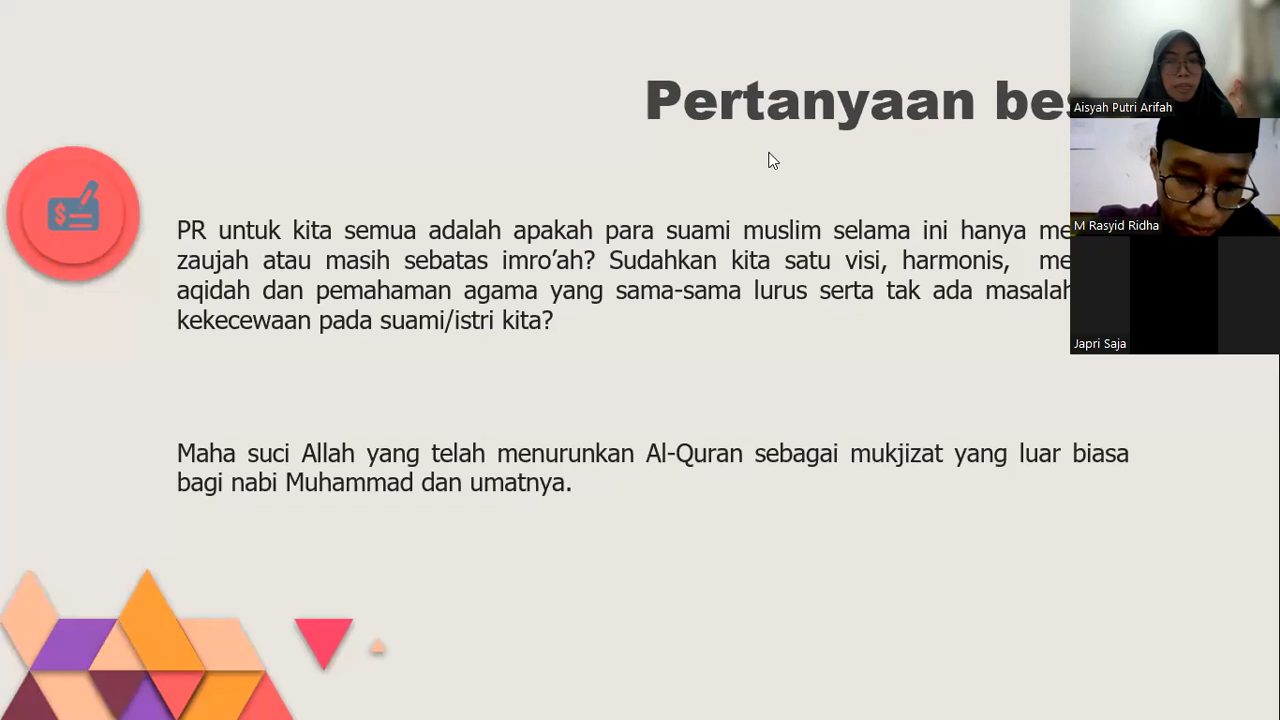 Pertanyaan
PR untuk kita semua adalah apakah para suami muslim selama ini hanya
zaujah atau masih sebatas imro’ah? Sudahkan kita satu visi, harmonis,
aqidah dan pemahaman agama yang sama-sama lurus serta tak ada masalah
kekecewaan pada suami/istri kita?
Maha suci Allah yang telah menurunkan Al-Quran sebagai mukjizat yang luar biasa
bagi nabi Muhammad dan umatnya.
Aisyah Putri Arifah
M Rasyid Ridha
Japri Saja